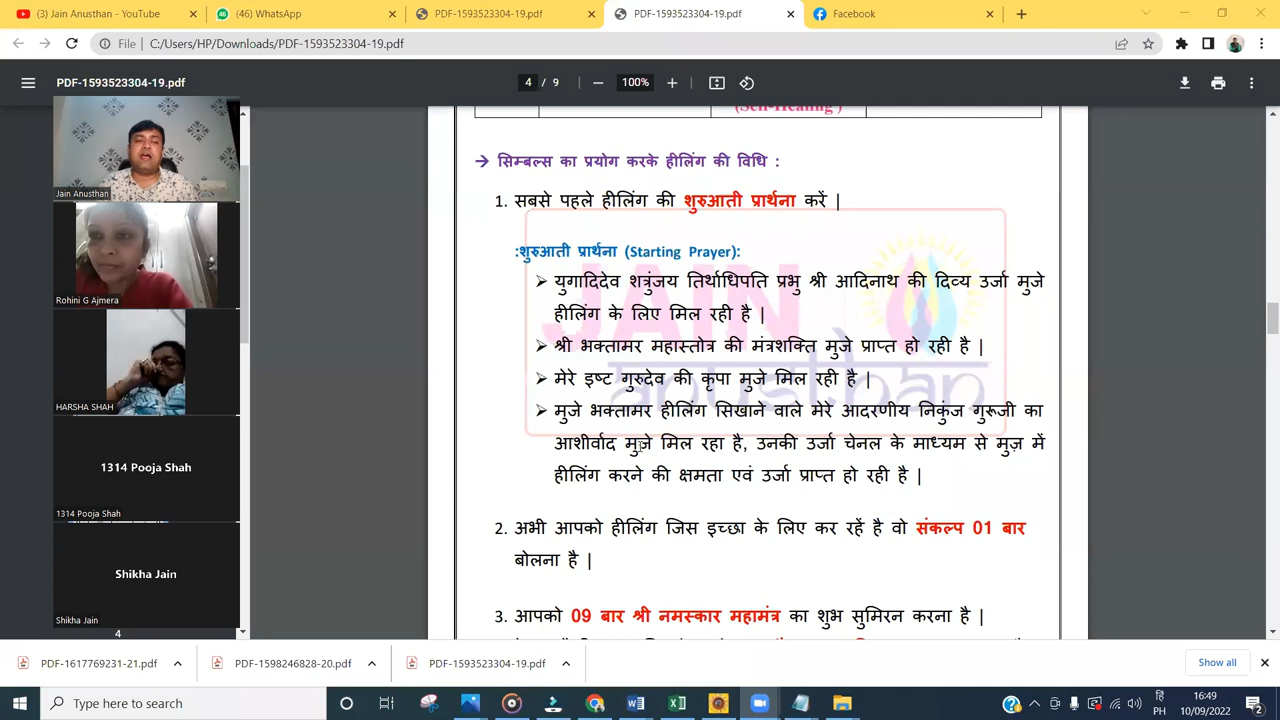 (3) Jain Anusthan - YouTube
(46) WhatsApp
PDF-1593523304-19.pdf
PDF-1593523304-19.pdf
Facebook
File | C:/Users/HP/Downloads/PDF-1593523304-19.pdf
PDF-1593523304-19.pdf
4 / 9
100%
(Self-Healing )
→ सिम्बल्स का प्रयोग करके हीलिंग की विधि :
1. सबसे पहले हीलिंग की शुरुआती प्रार्थना करें |
:शुरुआती प्रार्थना (Starting Prayer):
➤ युगादिदेव शत्रुंजय तिर्थाधिपति प्रभु श्री आदिनाथ की दिव्य उर्जा मुजे
हीलिंग के लिए मिल रही है |
➤ श्री भक्तामर महास्तोत्र की मंत्रशक्ति मुजे प्राप्त हो रही है |
➤ मेरे इष्ट गुरुदेव की कृपा मुजे मिल रही है |
➤ मुजे भक्तामर हीलिंग सिखाने वाले मेरे आदरणीय निकुंज गुरूजी का
आशीर्वाद मुजे मिल रहा है, उनकी उर्जा चेनल के माध्यम से मुज़ में
हीलिंग करने की क्षमता एवं उर्जा प्राप्त हो रही है |
2. अभी आपको हीलिंग जिस इच्छा के लिए कर रहें है वो संकल्प 01 बार
बोलना है |
3. आपको 09 बार श्री नमस्कार महामंत्र का शुभ सुमिरन करना है |
JAIN
anusthan
Jain Anusthan
Rohini G Ajmera
HARSHA SHAH
1314 Pooja Shah
1314 Pooja Shah
Shikha Jain
Shikha Jain
4
PDF-1617769231-21.pdf
PDF-1598246828-20.pdf
PDF-1593523304-19.pdf
Show all
Type here to search
हि
PH
16:49
10/09/2022
2